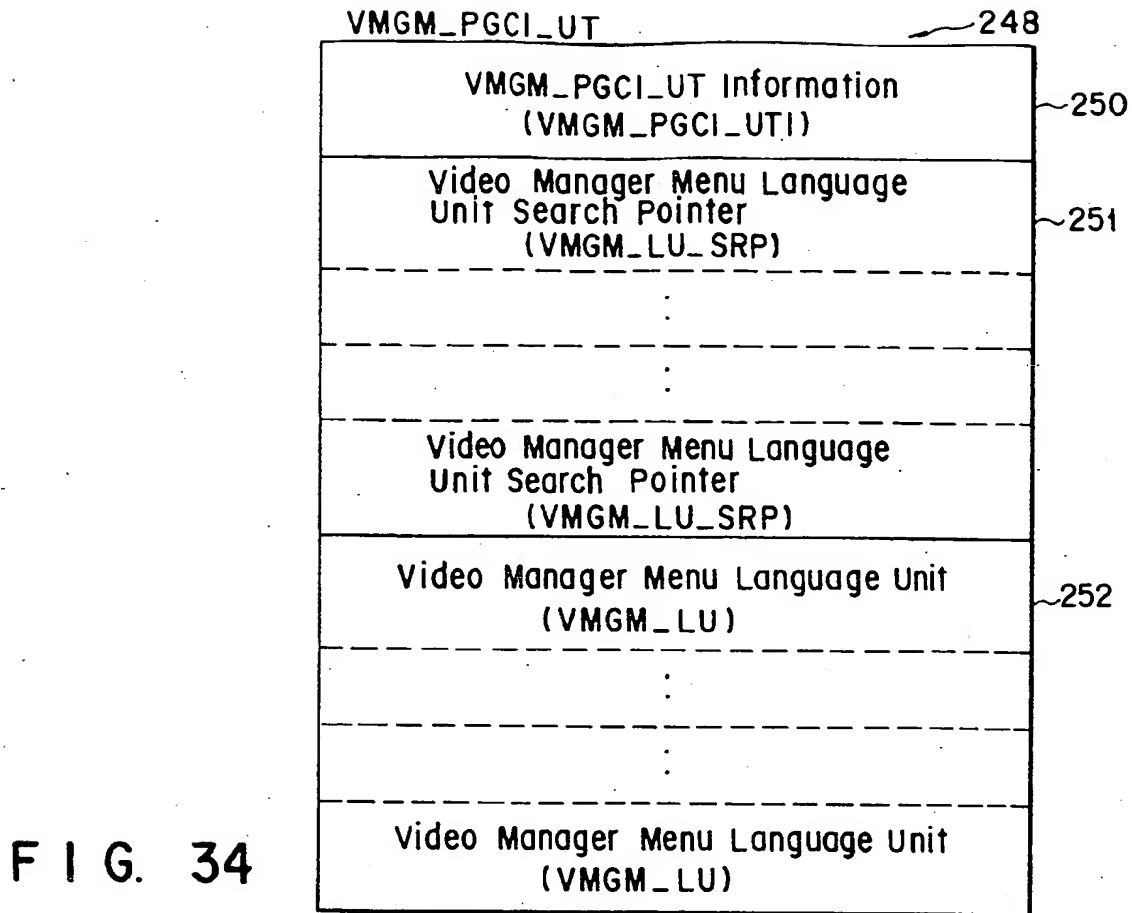 VMGM_PGCI_UT
248
VMGM_PGCI_UT Information
(VMGM_PGCI_UTI)
250
Video Manager Menu Language
Unit Search Pointer
(VMGM_LU_SRP)
251
Video Manager Menu Language
Unit Search Pointer
(VMGM_LU_SRP)
Video Manager Menu Language Unit
(VMGM_LU)
252
Video Manager Menu Language Unit
(VMGM_LU)
FIG. 34